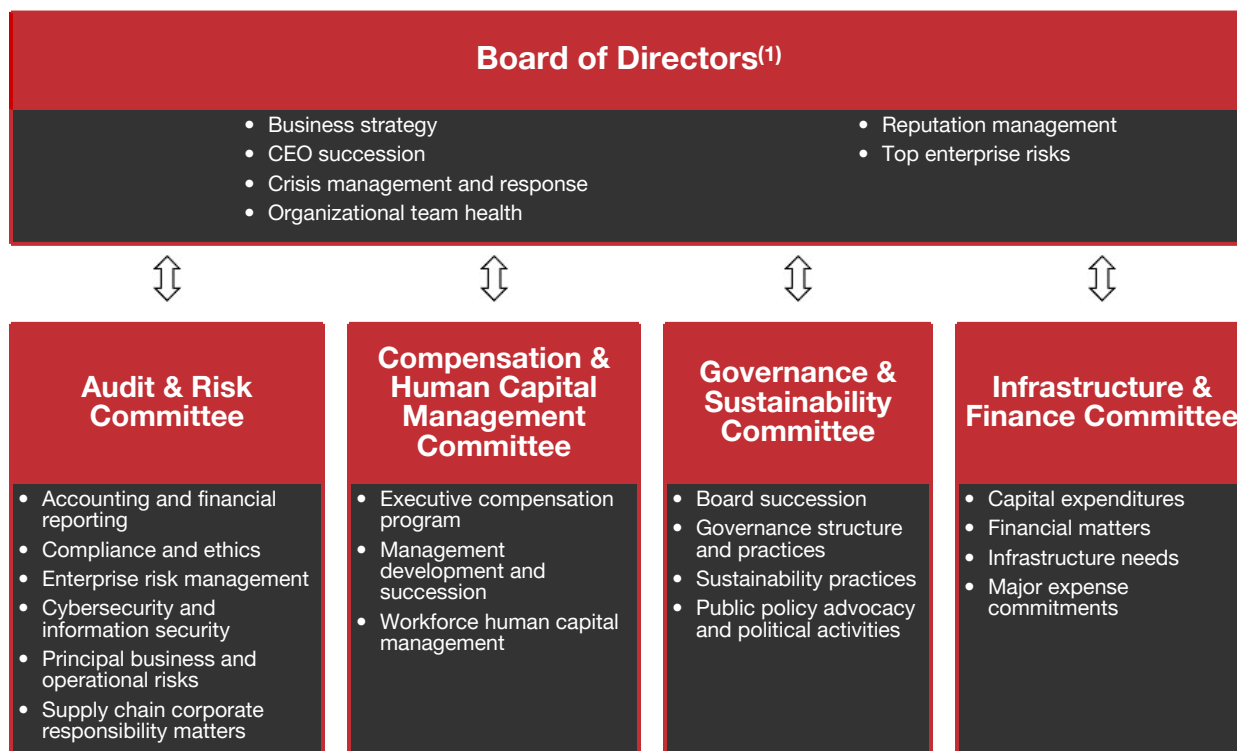 Board of Directors(1)
• Business strategy
• CEO succession
• Crisis management and response
• Organizational team health
• Reputation management
• Top enterprise risks
Audit & Risk
Committee
• Accounting and financial
reporting
• Compliance and ethics
• Enterprise risk management
• Cybersecurity and
information security
• Principal business and
operational risks
• Supply chain corporate
responsibility matters
Compensation &
Human Capital
Management
Committee
• Executive compensation
program
• Management
development and
succession
• Workforce human capital
management
Governance &
Sustainability
Committee
• Board succession
• Governance structure
and practices
• Sustainability practices
• Public policy advocacy
and political activities
Infrastructure &
Finance Committee
• Capital expenditures
• Financial matters
• Infrastructure needs
• Major expense
commitments